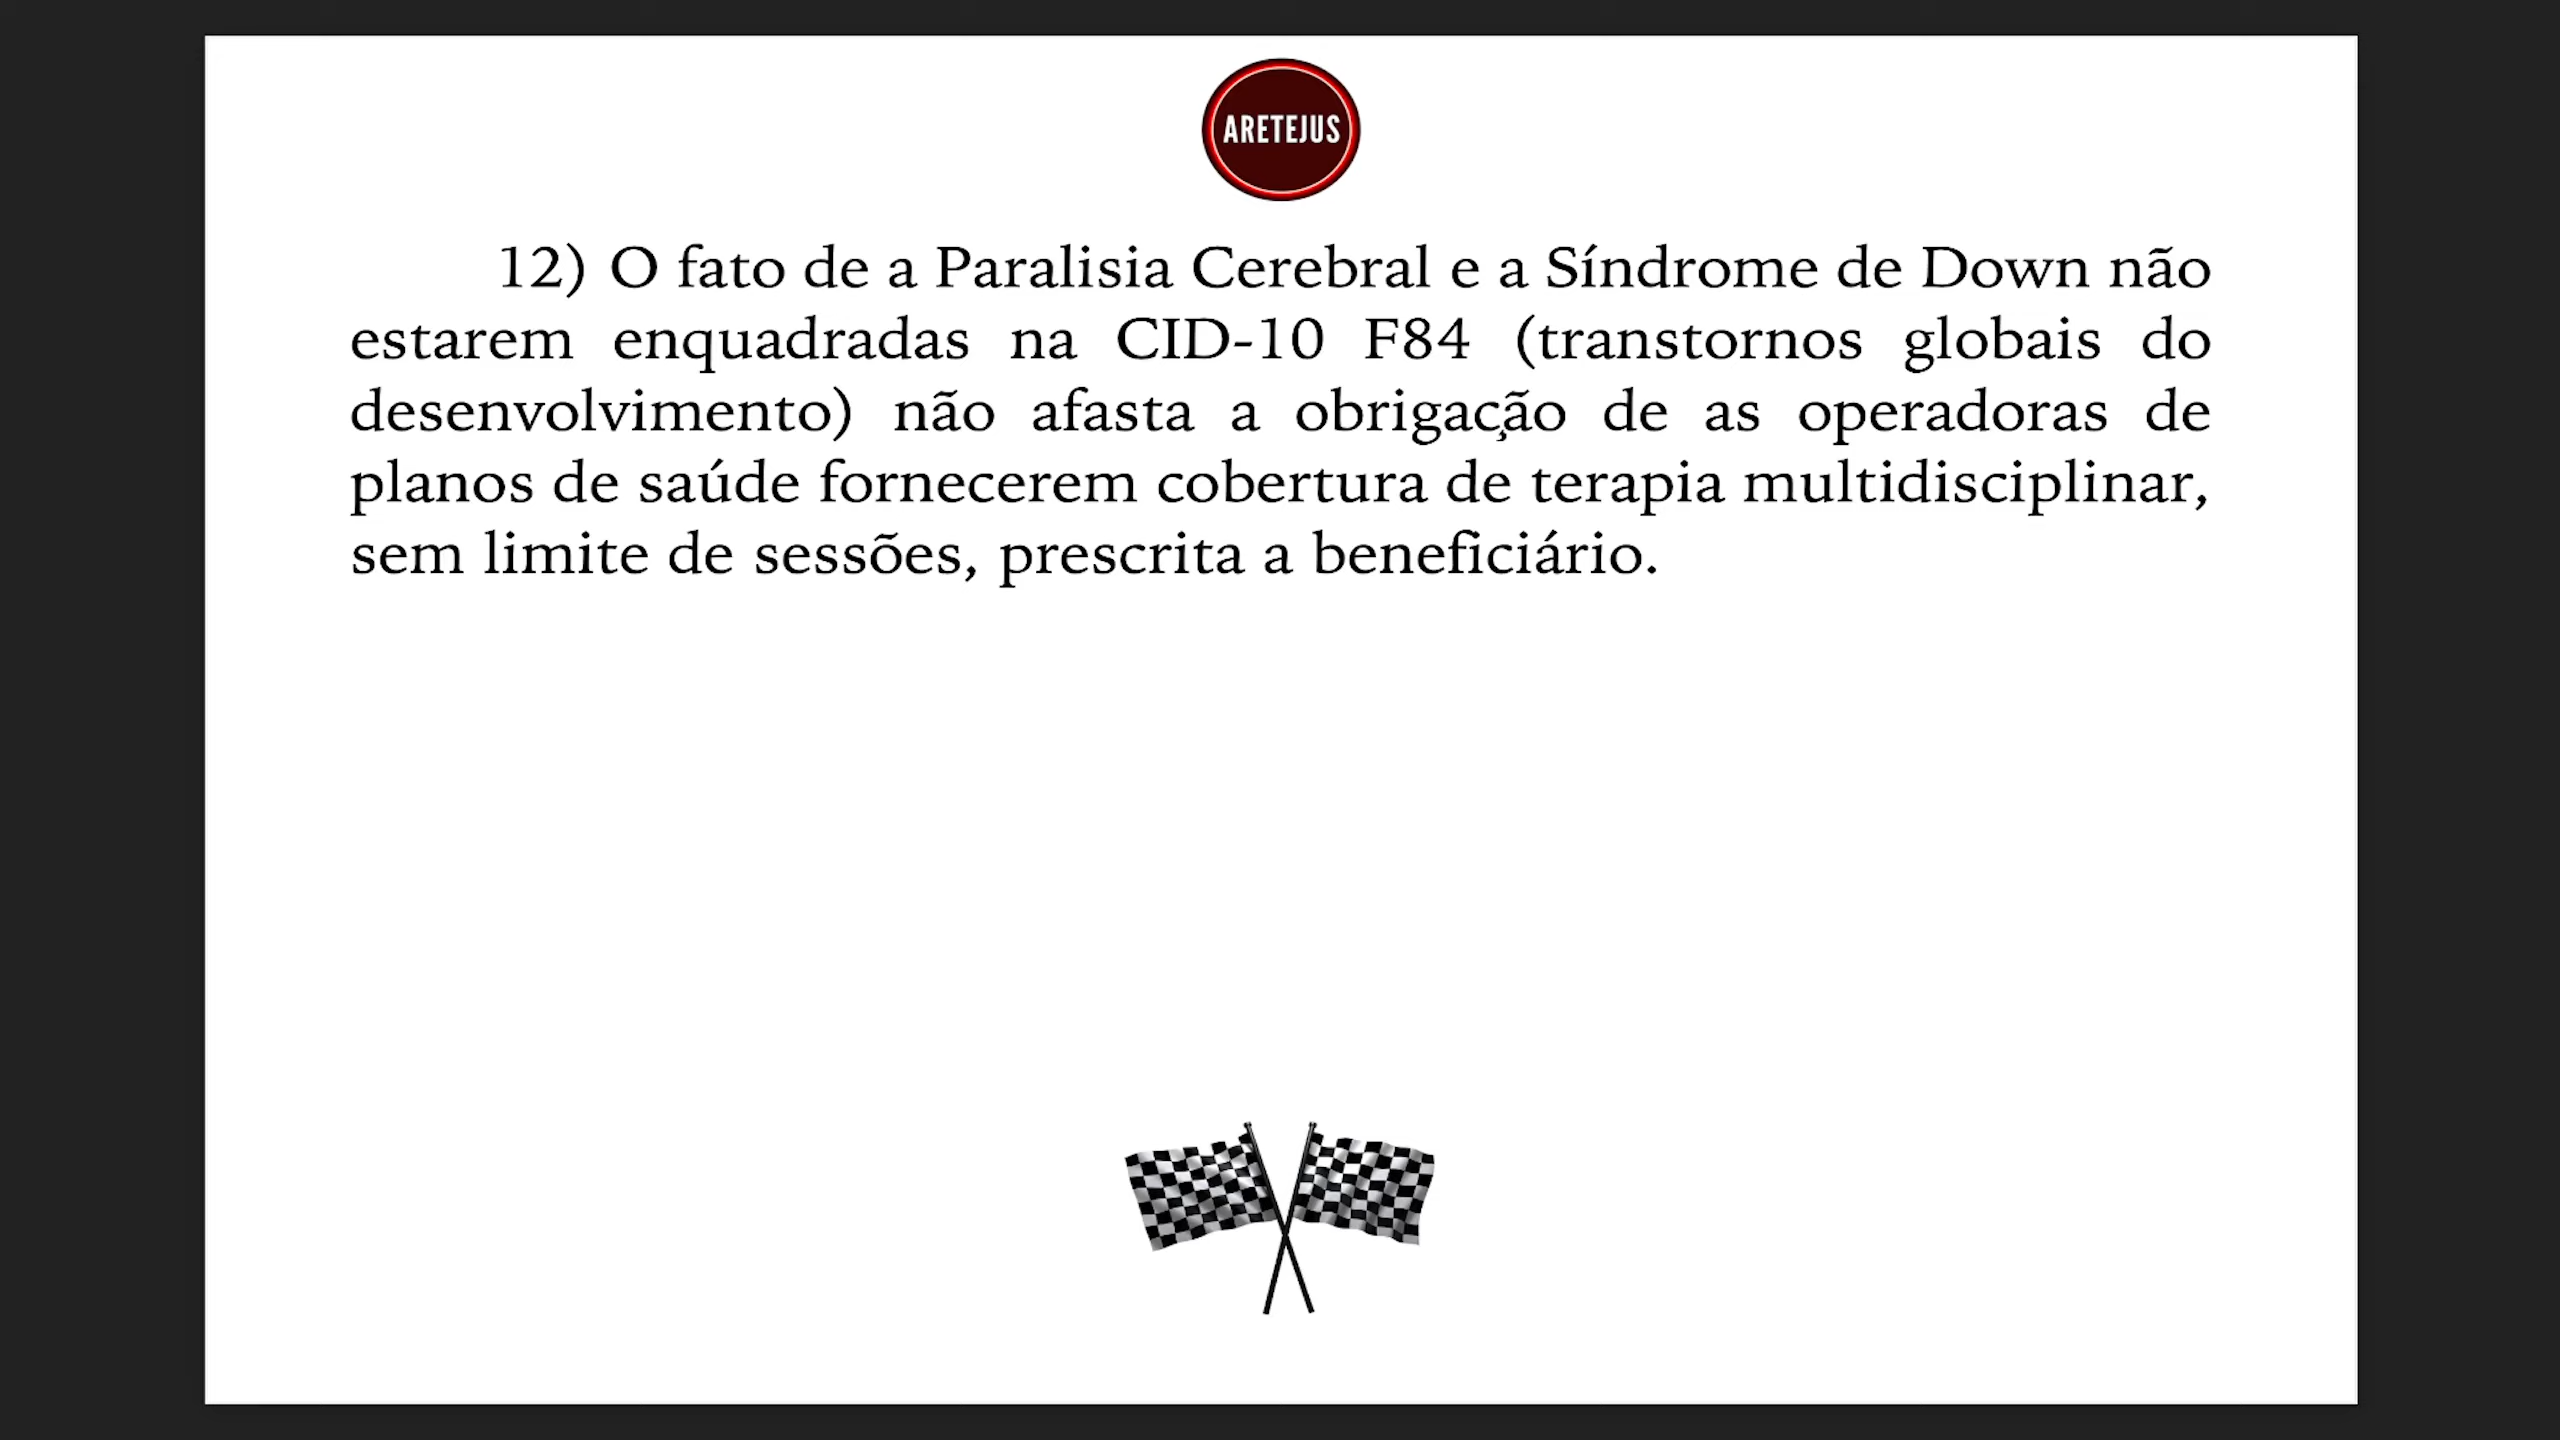 ARETEJUS
12) O fato de a Paralisia Cerebral e a Síndrome de Down não
estarem enquadradas na CID-10 F84 (transtornos globais do
desenvolvimento) não afasta a obrigação de as operadoras de
planos de saúde fornecerem cobertura de terapia multidisciplinar,
sem limite de sessões, prescrita a beneficiário.